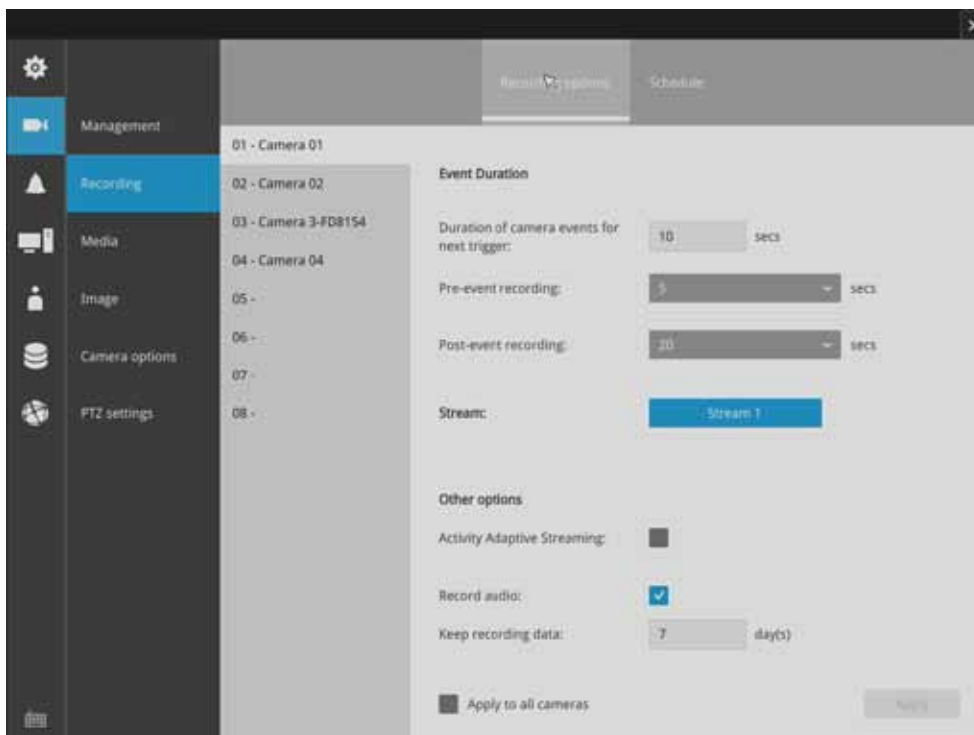 Recording options
Schedule
Management
Recording
Media
Image
Camera options
PTZ settings
01 - Camera 01
02 - Camera 02
03 - Camera 3-FD8154
04 - Camera 04
05 -
06 -
07 -
08 -
Event Duration
Duration of camera events for
next trigger:
10 secs
Pre-event recording: 5 secs
Post-event recording: 20 secs
Stream: Stream 1
Other options
Activity Adaptive Streaming:
Record audio:
Keep recording data: 7 day(s)
Apply to all cameras
Apply